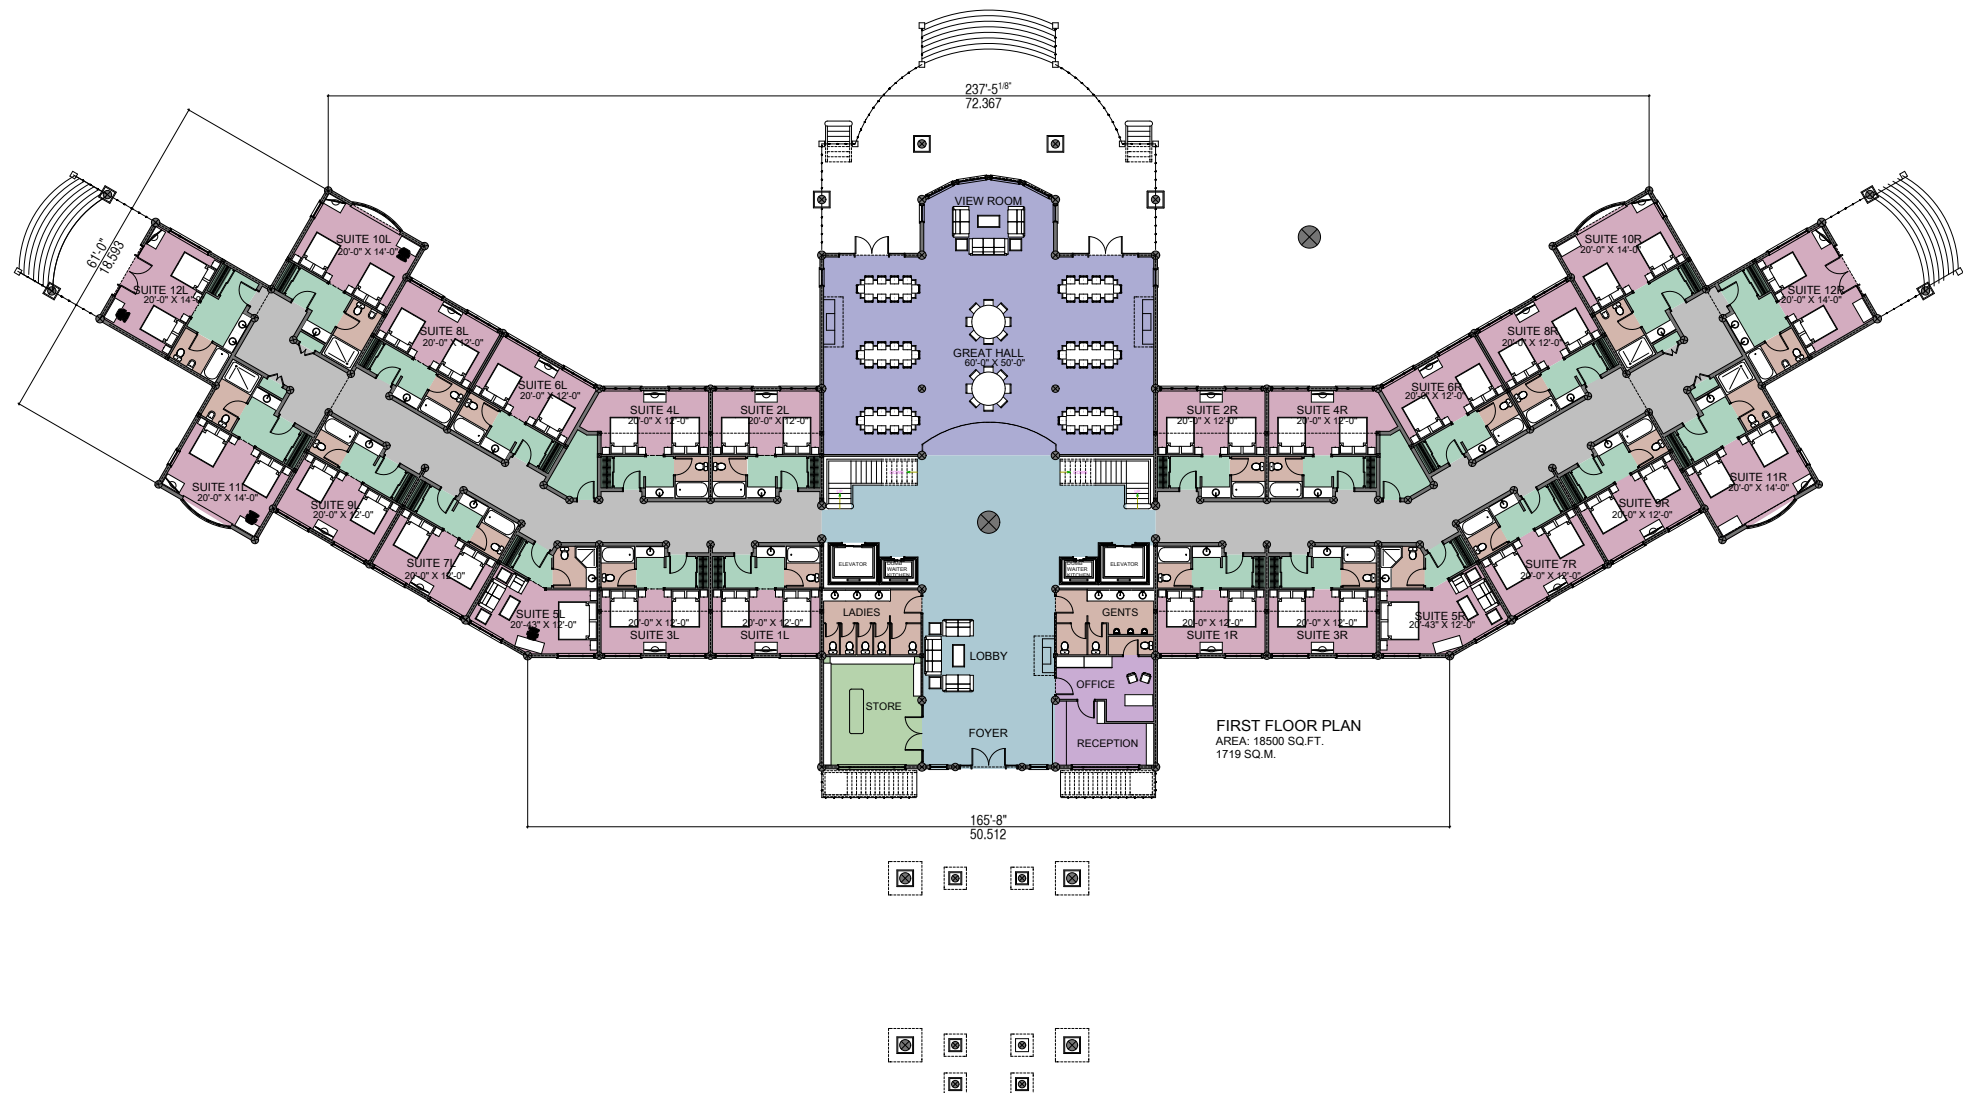 237'-5 1/8"
72.367
61'-0"
18.593
VIEW ROOM
GREAT HALL
60'-0" X 50'-0"
SUITE 10L
20'-0" X 14'-0"
SUITE 12L
20'-0" X 14'-0"
SUITE 8L
20'-0" X 12'-0"
SUITE 6L
20'-0" X 12'-0"
SUITE 4L
20'-0" X 12'-0"
SUITE 2L
20'-0" X 12'-0"
SUITE 2R
20'-0" X 12'-0"
SUITE 4R
20'-0" X 12'-0"
SUITE 6R
20'-0" X 12'-0"
SUITE 8R
20'-0" X 12'-0"
SUITE 10R
20'-0" X 14'-0"
SUITE 12R
20'-0" X 14'-0"
SUITE 11L
20'-0" X 14'-0"
SUITE 9L
20'-0" X 12'-0"
SUITE 7L
20'-0" X 12'-0"
SUITE 5L
20'-43" X 12'-0"
20'-0" X 12'-0"
SUITE 3L
20'-0" X 12'-0"
SUITE 1L
ELEVATOR
DUMB
WAITER
KITCHEN
DUMB
WAITER
KITCHEN
ELEVATOR
20'-0" X 12'-0"
SUITE 1R
20'-0" X 12'-0"
SUITE 3R
SUITE 5R
20'-43" X 12'-0"
SUITE 7R
20'-0" X 12'-0"
SUITE 9R
20'-0" X 12'-0"
SUITE 11R
20'-0" X 14'-0"
LADIES
GENTS
LOBBY
OFFICE
STORE
FOYER
RECEPTION
FIRST FLOOR PLAN
AREA: 18500 SQ.FT.
1719 SQ.M.
165'-8"
50.512